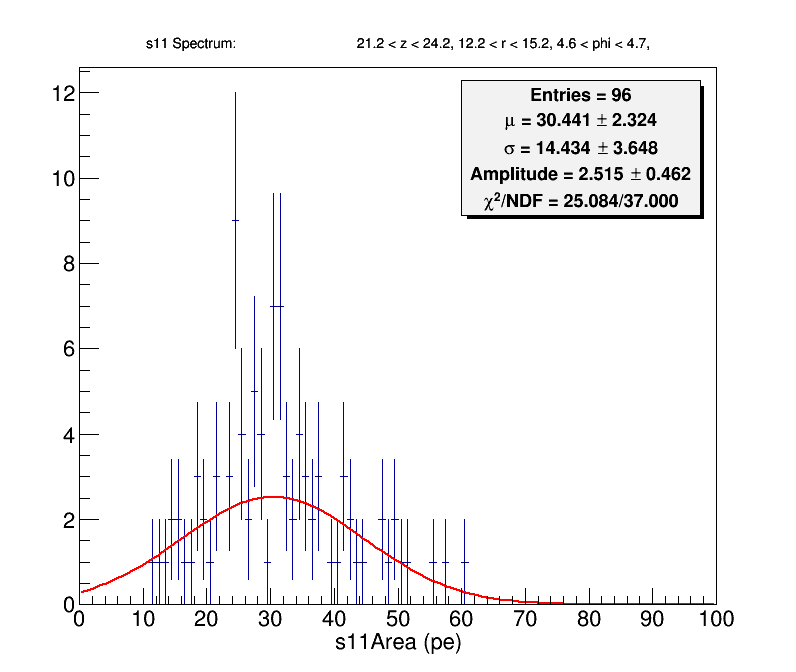 s11 Spectrum: 21.2 < z < 24.2, 12.2 < r < 15.2, 4.6 < phi < 4.7,
Entries = 96
μ = 30.441 ± 2.324
σ = 14.434 ± 3.648
Amplitude = 2.515 ± 0.462
χ²/NDF = 25.084/37.000
12
10
8
6
4
2
0
0 10 20 30 40 50 60 70 80 90 100
s11Area (pe)